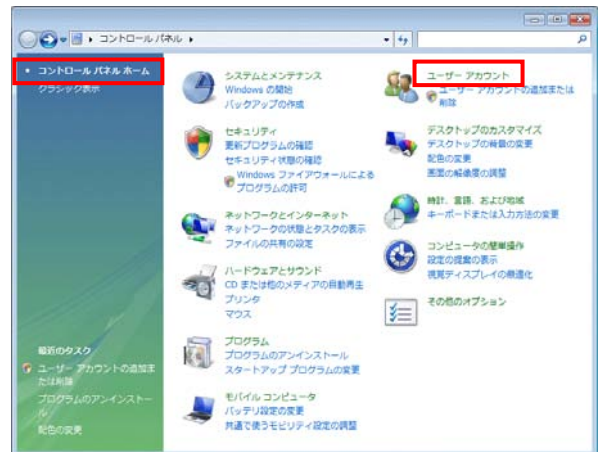 コントロール パネル
コントロール パネル ホーム
クラシック表示
システムとメンテナンス
Windows の開始
バックアップの作成
セキュリティ
更新プログラムの確認
セキュリティ状態の確認
Windows ファイアウォールによる
プログラムの許可
ネットワークとインターネット
ネットワークの状態とタスクの表示
ファイルの共有の設定
ハードウェアとサウンド
CD または他のメディアの自動再生
プリンタ
マウス
プログラム
プログラムのアンインストール
スタートアップ プログラムの変更
モバイル コンピュータ
バッテリ設定の変更
共通で使うモビリティ設定の調整
ユーザー アカウント
ユーザー アカウントの追加または
削除
デスクトップのカスタマイズ
デスクトップの背景の変更
配色の変更
画面の解像度の調整
時計、言語、および地域
キーボードまたは入力方法の変更
コンピュータの簡単操作
設定の提案の表示
視覚ディスプレイの最適化
その他のオプション
最近のタスク
ユーザー アカウントの追加ま
たは削除
プログラムのアンインストー
ル
配色の変更